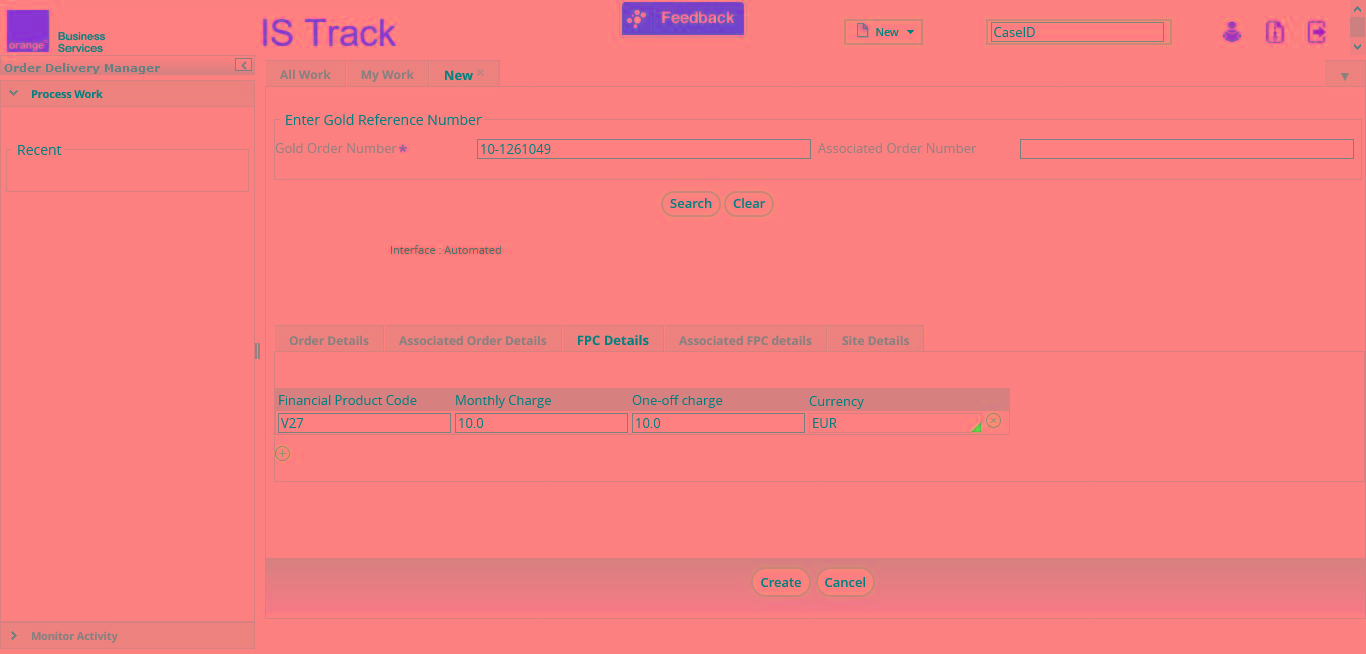 orange
Business
Services
IS Track
Feedback
New
CaseID
Order Delivery Manager
Process Work
Recent
Monitor Activity
All Work
My Work
New
Enter Gold Reference Number
Gold Order Number*
10-1261049
Associated Order Number
Search
Clear
Interface : Automated
Order Details
Associated Order Details
FPC Details
Associated FPC details
Site Details
Financial Product Code
Monthly Charge
One-off charge
Currency
V27
10.0
10.0
EUR
Create
Cancel